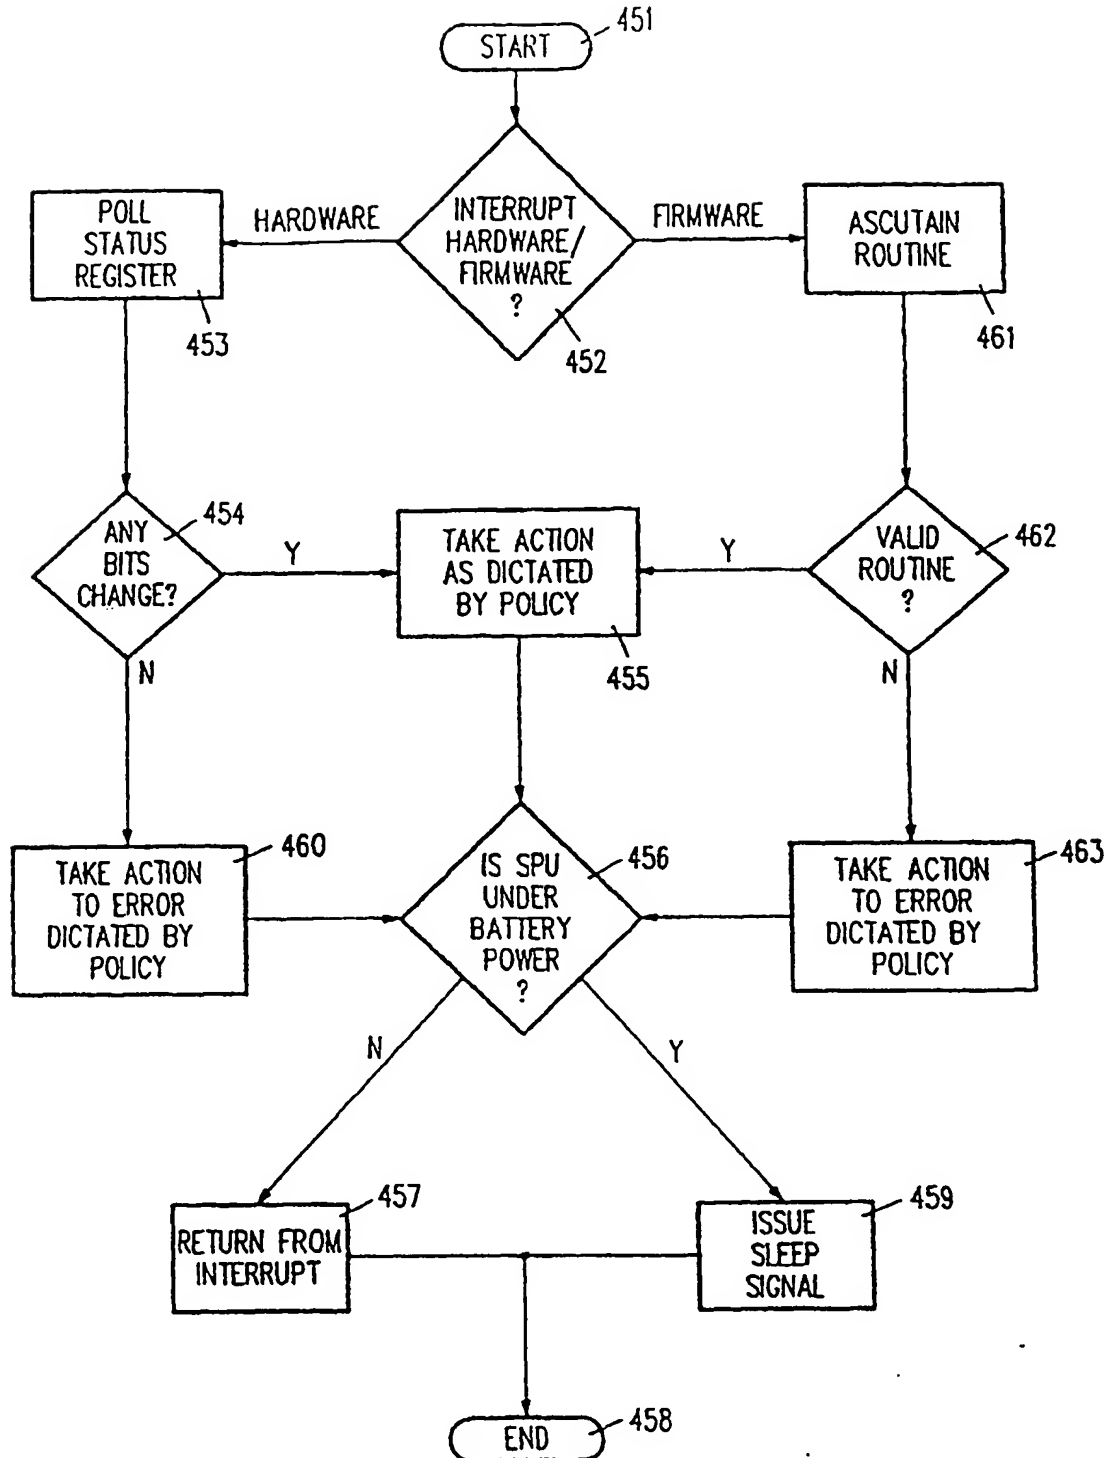 START
451
INTERRUPT
HARDWARE/
FIRMWARE
?
452
HARDWARE
FIRMWARE
POLL
STATUS
REGISTER
453
ASCUTAIN
ROUTINE
461
ANY
BITS
CHANGE?
454
Y
N
TAKE ACTION
AS DICTATED
BY POLICY
455
VALID
ROUTINE
?
462
Y
N
TAKE ACTION
TO ERROR
DICTATED BY
POLICY
460
IS SPU
UNDER
BATTERY
POWER
?
456
TAKE ACTION
TO ERROR
DICTATED BY
POLICY
463
N
Y
RETURN FROM
INTERRUPT
457
ISSUE
SLEEP
SIGNAL
459
END
458